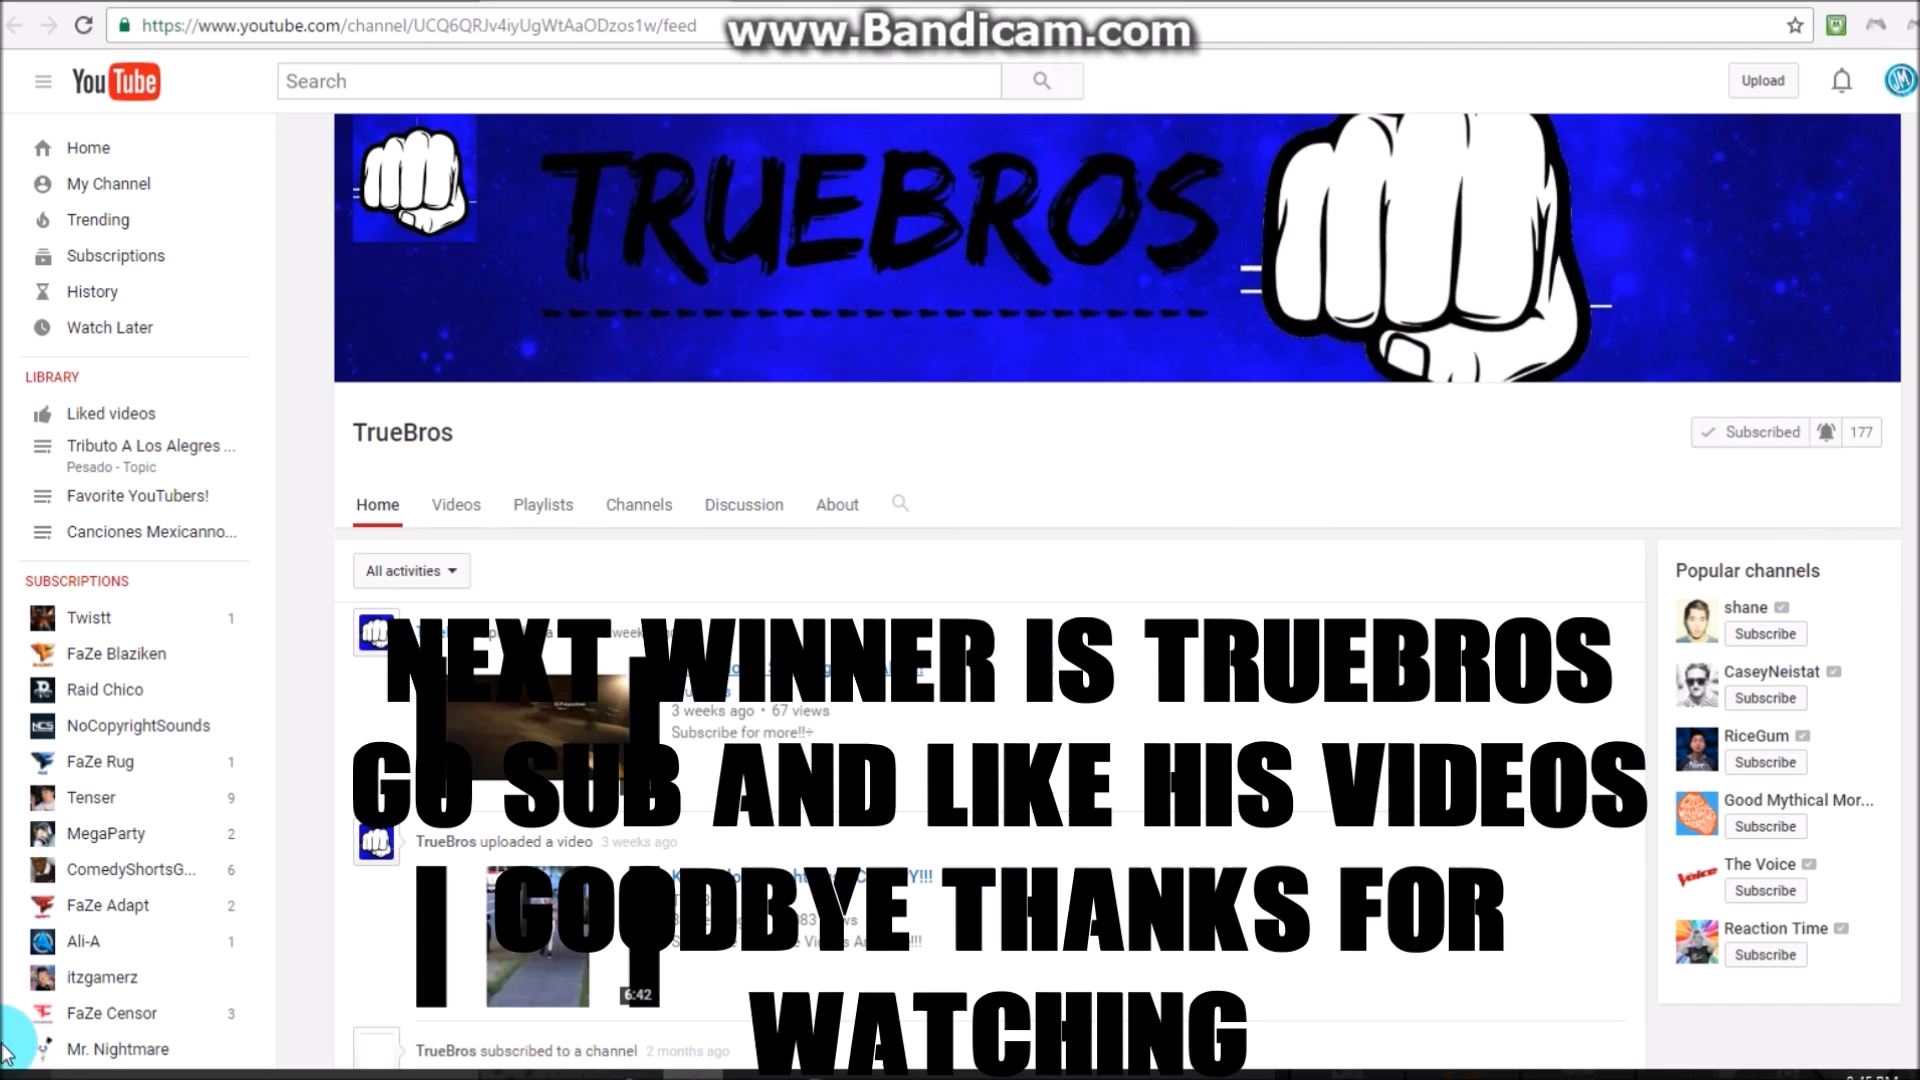 https://www.youtube.com/channel/UCQ6QRJv4iyUgWtAaODzos1w/feed
www.Bandicam.com
YouTube
Search
Upload
JM
Home
My Channel
Trending
Subscriptions
History
Watch Later
LIBRARY
Liked videos
Tributo A Los Alegres ...
Pesado - Topic
Favorite YouTubers!
Canciones Mexicanno...
SUBSCRIPTIONS
Twistt 1
FaZe Blaziken
Raid Chico
NoCopyrightSounds
FaZe Rug 1
Tenser 9
MegaParty 2
ComedyShortsG... 6
FaZe Adapt 2
Ali-A 1
itzgamerz
FaZe Censor 3
Mr. Nightmare
TRUEBROS
TrueBros
Subscribed 177
Home Videos Playlists Channels Discussion About
All activities
NEXT WINNER IS TRUEBROS
3 weeks ago • 67 views
Subscribe for more!!÷
GO SUB AND LIKE HIS VIDEOS
TrueBros uploaded a video 3 weeks ago
GOODBYE THANKS FOR
6:42
WATCHING
TrueBros subscribed to a channel 2 months ago
Popular channels
shane
Subscribe
CaseyNeistat
Subscribe
RiceGum
Subscribe
Good Mythical Mor...
Subscribe
The Voice
Subscribe
Reaction Time
Subscribe